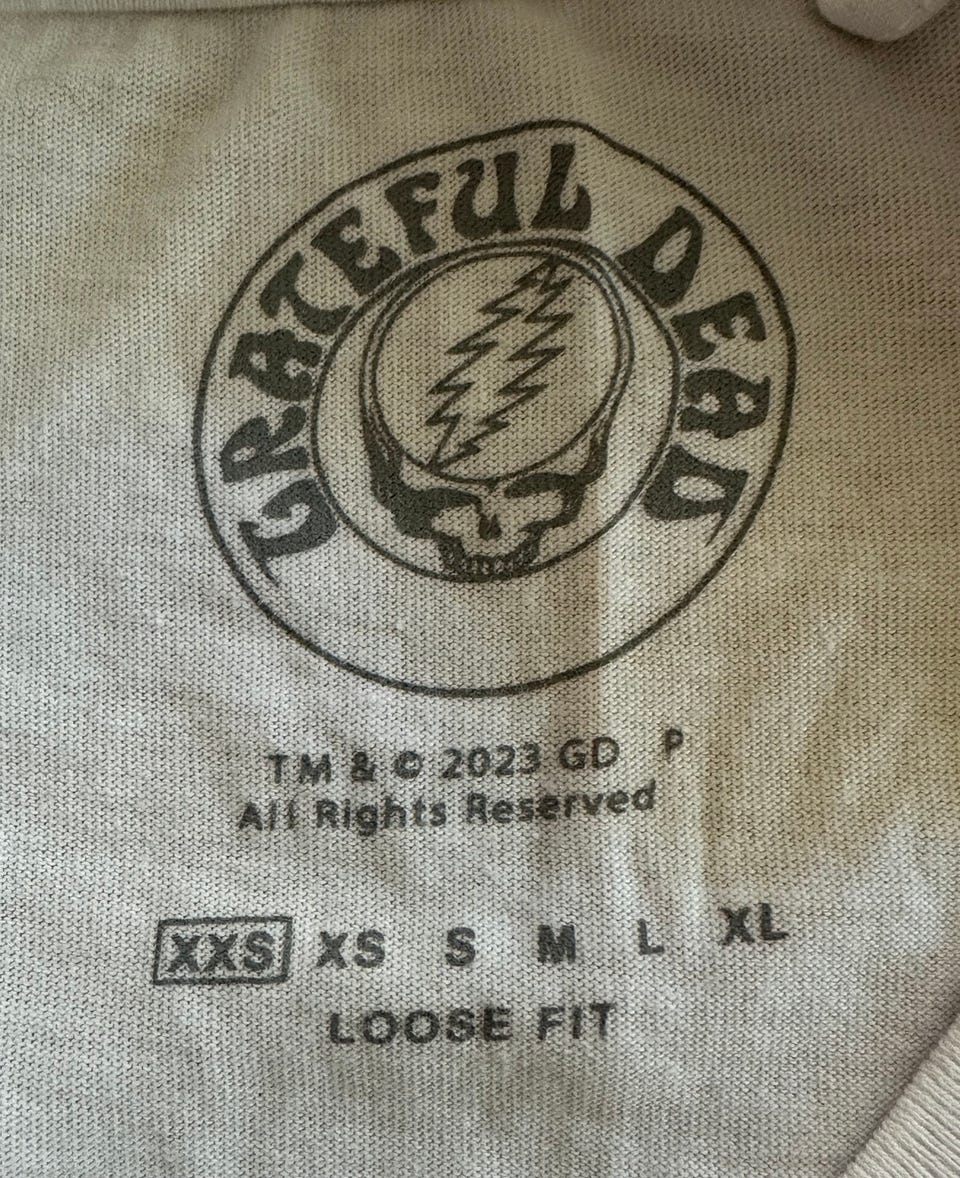 GRATEFUL DEAD
TM & © 2023 GD P
All Rights Reserved
XXS XS S M L XL
LOOSE FIT